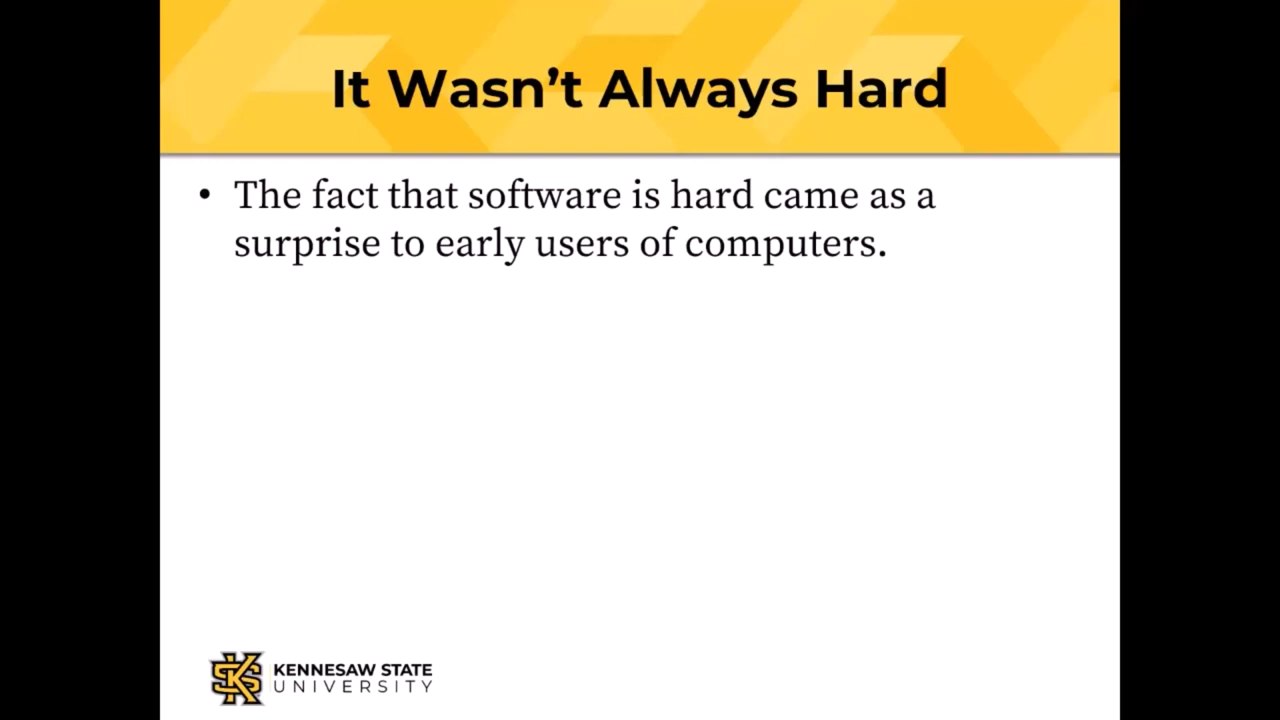 It Wasn’t Always Hard
• The fact that software is hard came as a
surprise to early users of computers.
KENNESAW STATE
UNIVERSITY